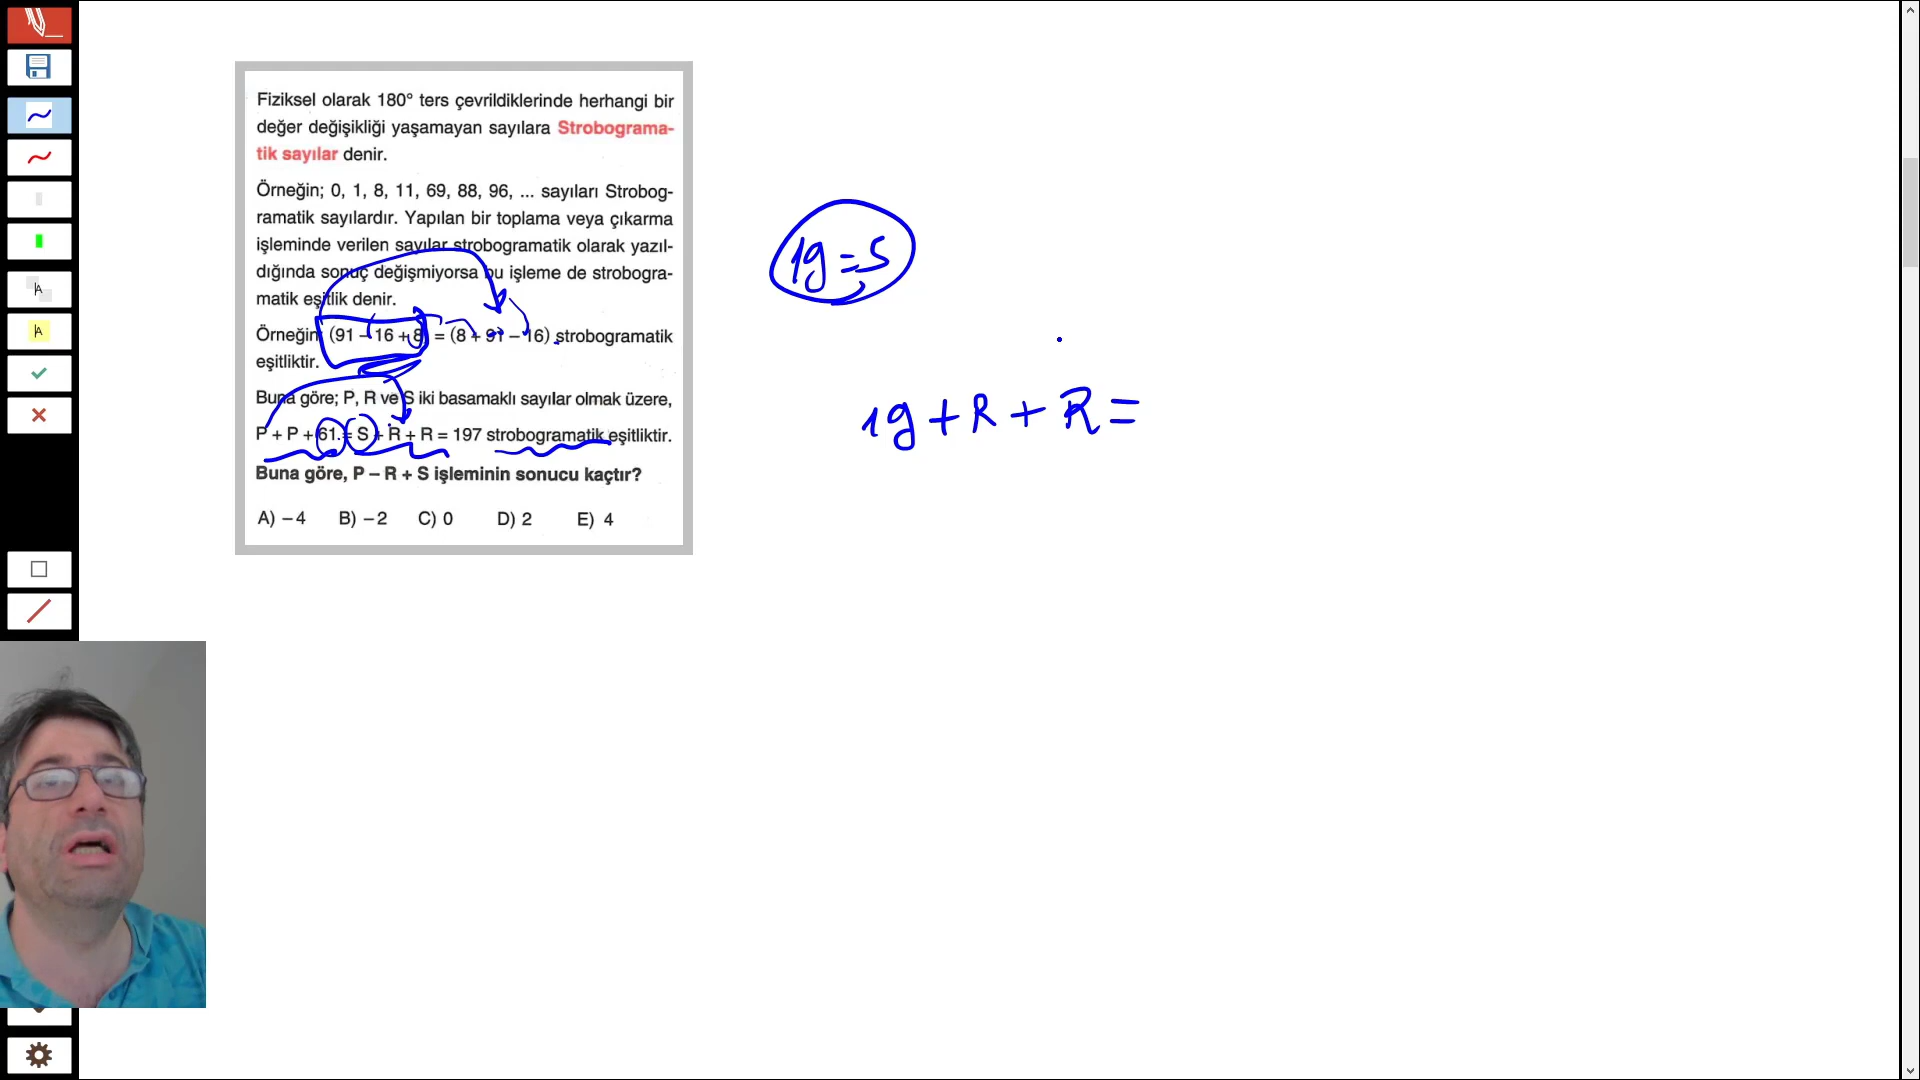 Fiziksel olarak 180° ters çevrildiklerinde herhangi bir
değer değişikliği yaşamayan sayılara Strobograma-
tik sayılar denir.
Örneğin; 0, 1, 8, 11, 69, 88, 96, ... sayıları Strobog-
ramatik sayılardır. Yapılan bir toplama veya çıkarma
işleminde verilen sayılar strobogramatik olarak yazıl-
dığında sonuç değişmiyorsa bu işleme de strobogra-
matik eşitlik denir.
Örneğin; (91 – 16 + 8) = (8 + 91 – 16) strobogramatik
eşitliktir.
Buna göre; P, R ve S iki basamaklı sayılar olmak üzere,
P + P + 61 = S + R + R = 197 strobogramatik eşitliktir.
Buna göre, P – R + S işleminin sonucu kaçtır?
A) – 4 B) – 2 C) 0 D) 2 E) 4
19 = S
19 + R + R =
A
A